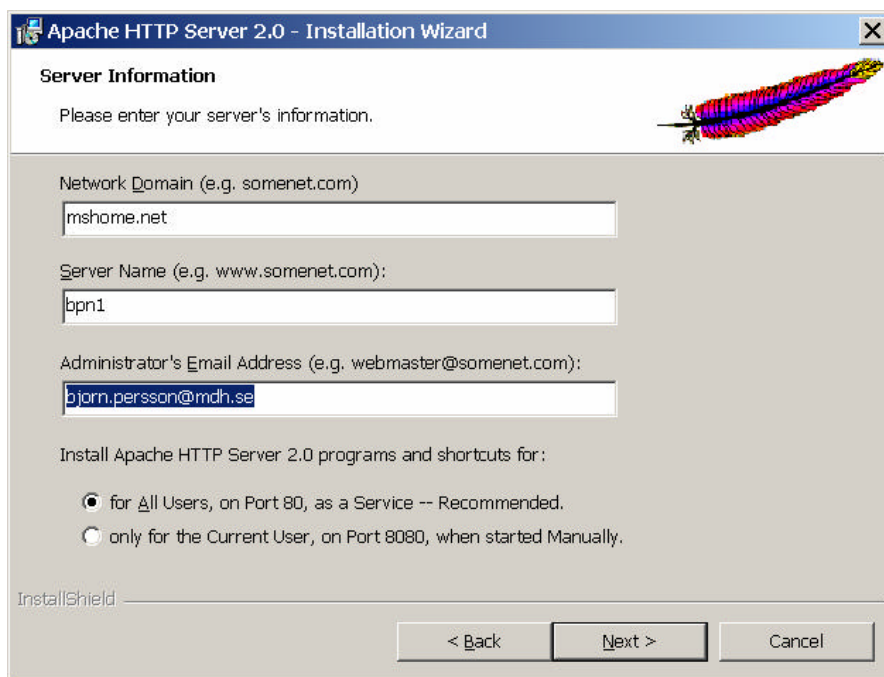 Apache HTTP Server 2.0 - Installation Wizard
Server Information
Please enter your server's information.
Network Domain (e.g. somenet.com)
mshome.net
Server Name (e.g. www.somenet.com):
bpn1
Administrator's Email Address (e.g. webmaster@somenet.com):
bjorn.persson@mdh.se
Install Apache HTTP Server 2.0 programs and shortcuts for:
for All Users, on Port 80, as a Service -- Recommended.
only for the Current User, on Port 8080, when started Manually.
InstallShield
< Back
Next >
Cancel